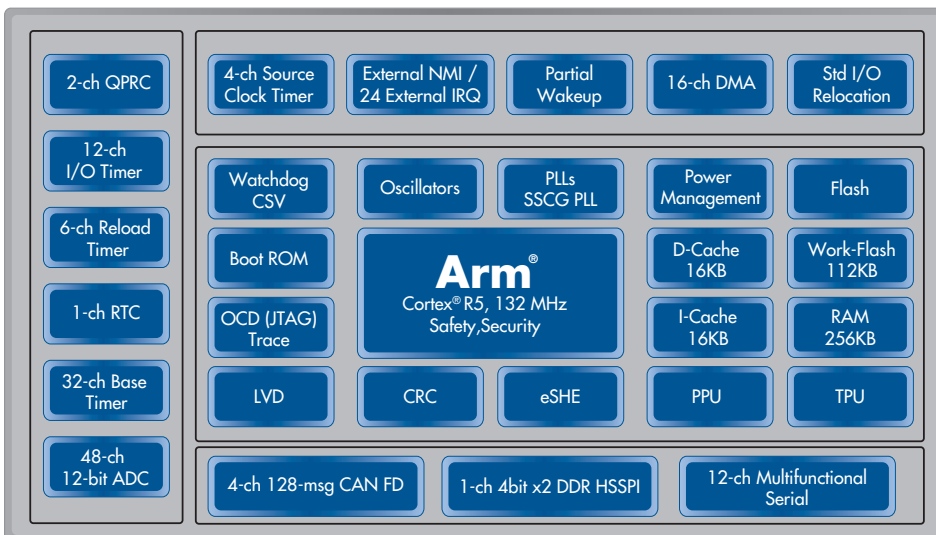 2-ch QPRC
12-ch
I/O Timer
6-ch Reload
Timer
1-ch RTC
32-ch Base
Timer
48-ch
12-bit ADC
4-ch Source
Clock Timer
External NMI /
24 External IRQ
Partial
Wakeup
16-ch DMA
Std I/O
Relocation
Watchdog
CSV
Oscillators
PLLs
SSCG PLL
Power
Management
Flash
Boot ROM
Arm®
Cortex® R5, 132 MHz
Safety,Security
D-Cache
16KB
Work-Flash
112KB
OCD (JTAG)
Trace
I-Cache
16KB
RAM
256KB
LVD
CRC
eSHE
PPU
TPU
4-ch 128-msg CAN FD
1-ch 4bit x2 DDR HSSPI
12-ch Multifunctional
Serial